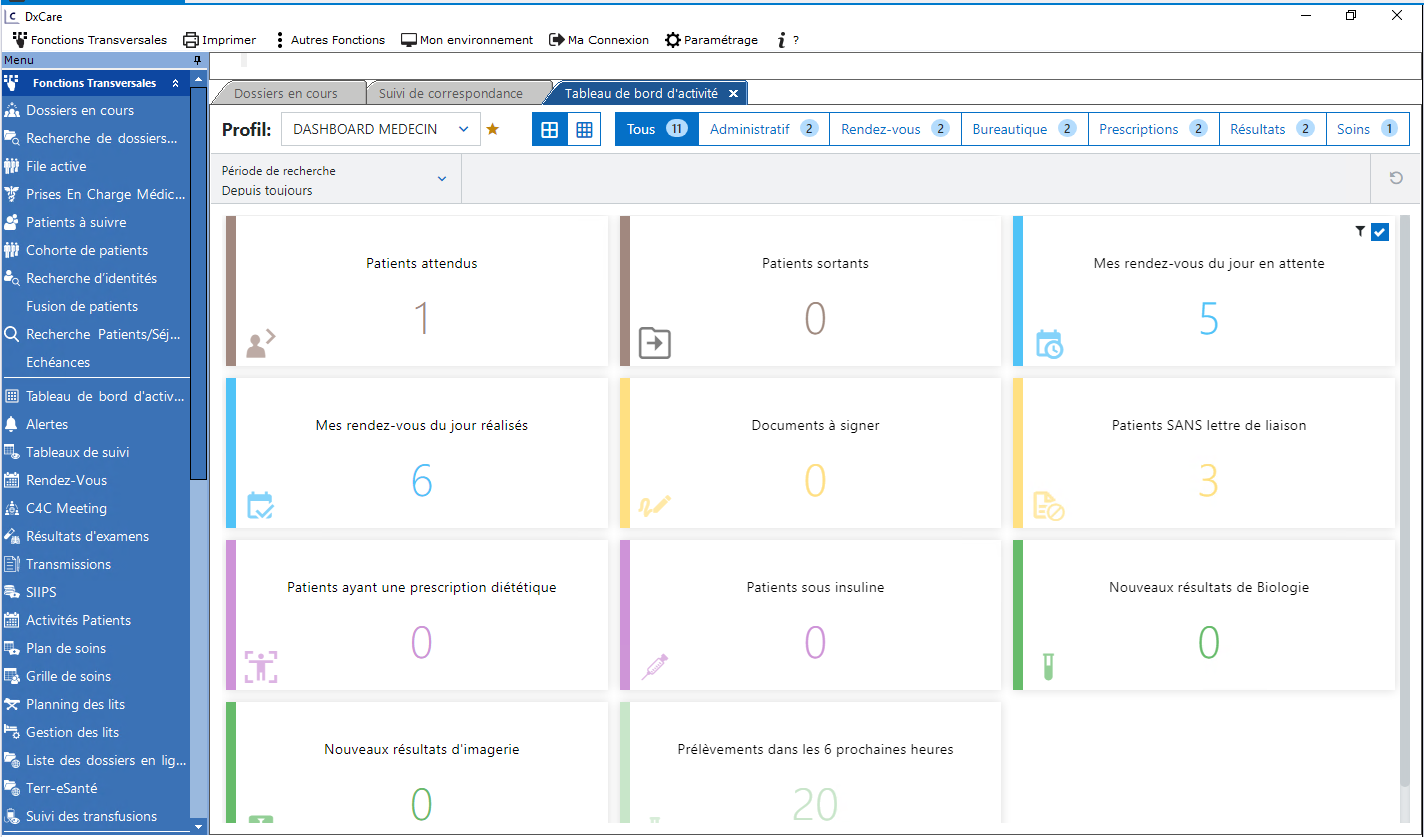 DxCare
Fonctions Transversales Imprimer Autres Fonctions Mon environnement Ma Connexion Paramétrage ?
Menu
Fonctions Transversales
Dossiers en cours
Recherche de dossiers...
File active
Prises En Charge Médic...
Patients à suivre
Cohorte de patients
Recherche d'identités
Fusion de patients
Recherche Patients/Séj...
Echéances
Tableau de bord d'activ...
Alertes
Tableaux de suivi
Rendez-Vous
C4C Meeting
Résultats d'examens
Transmissions
SIIPS
Activités Patients
Plan de soins
Grille de soins
Planning des lits
Gestion des lits
Liste des dossiers en lig...
Terr-eSanté
Suivi des transfusions
Dossiers en cours Suivi de correspondance Tableau de bord d'activité
Profil: DASHBOARD MEDECIN Tous 11 Administratif 2 Rendez-vous 2 Bureautique 2 Prescriptions 2 Résultats 2 Soins 1
Période de recherche
Depuis toujours
Patients attendus
1
Patients sortants
0
Mes rendez-vous du jour en attente
5
Mes rendez-vous du jour réalisés
6
Documents à signer
0
Patients SANS lettre de liaison
3
Patients ayant une prescription diététique
0
Patients sous insuline
0
Nouveaux résultats de Biologie
0
Nouveaux résultats d'imagerie
0
Prélèvements dans les 6 prochaines heures
20